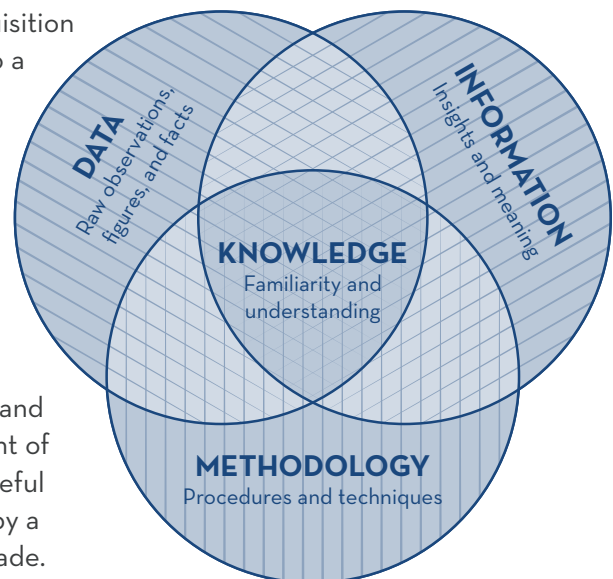 isition
o a
DATA
Raw observations,
figures, and facts
INFORMATION
Insights and meaning
KNOWLEDGE
Familiarity and
understanding
and
nt of
eful
by a
ade.
METHODOLOGY
Procedures and techniques